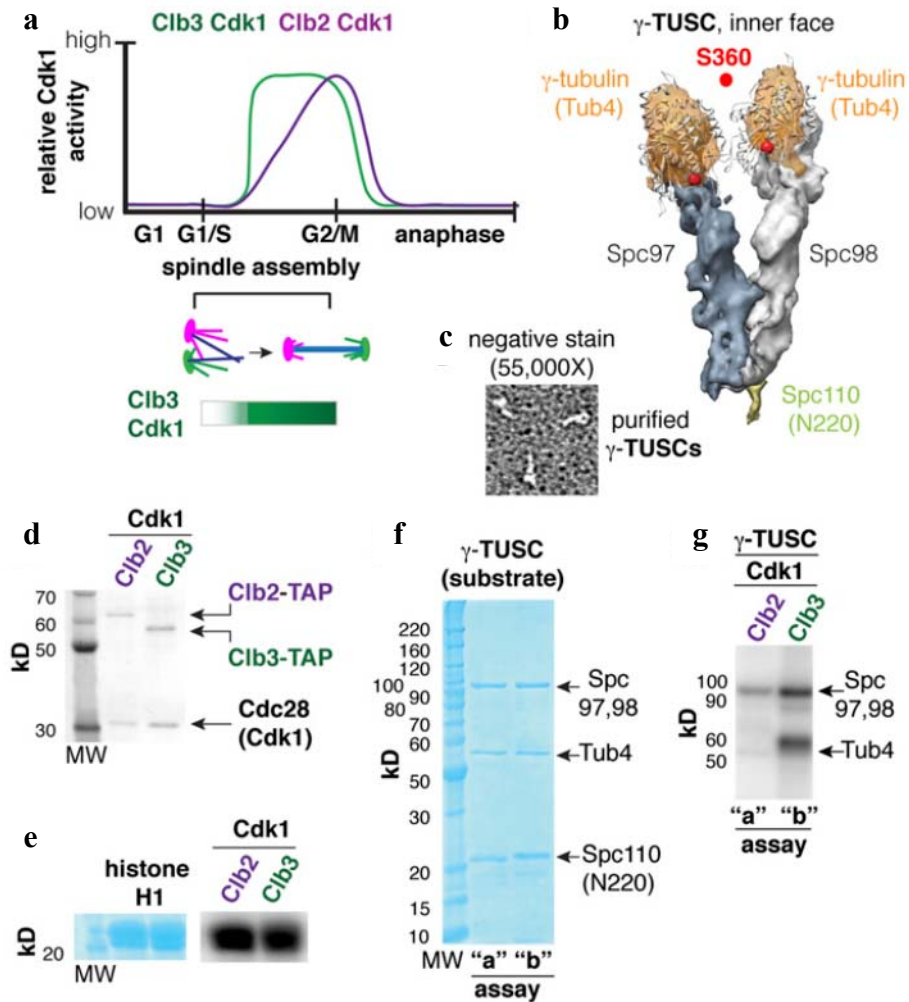 a
Clb3 Cdk1 Clb2 Cdk1
high
relative Cdk1
activity
low
G1 G1/S G2/M anaphase
spindle assembly
Clb3
Cdk1
b
γ-TUSC, inner face
S360
γ-tubulin
(Tub4)
γ-tubulin
(Tub4)
Spc97
Spc98
Spc110
(N220)
c
negative stain
(55,000X)
purified
γ-TUSCs
d
Cdk1
Clb2
Clb3
70
60
50
30
kD
MW
Clb2-TAP
Clb3-TAP
Cdc28
(Cdk1)
e
histone
H1
Cdk1
Clb2
Clb3
kD
20
MW
f
γ-TUSC
(substrate)
220
160
120
100
90
80
70
60
50
30
20
15
10
kD
Spc
97,98
Tub4
Spc110
(N220)
MW "a" "b"
assay
g
γ-TUSC
Cdk1
Clb2
Clb3
100
90
60
50
kD
Spc
97,98
Tub4
"a" "b"
assay